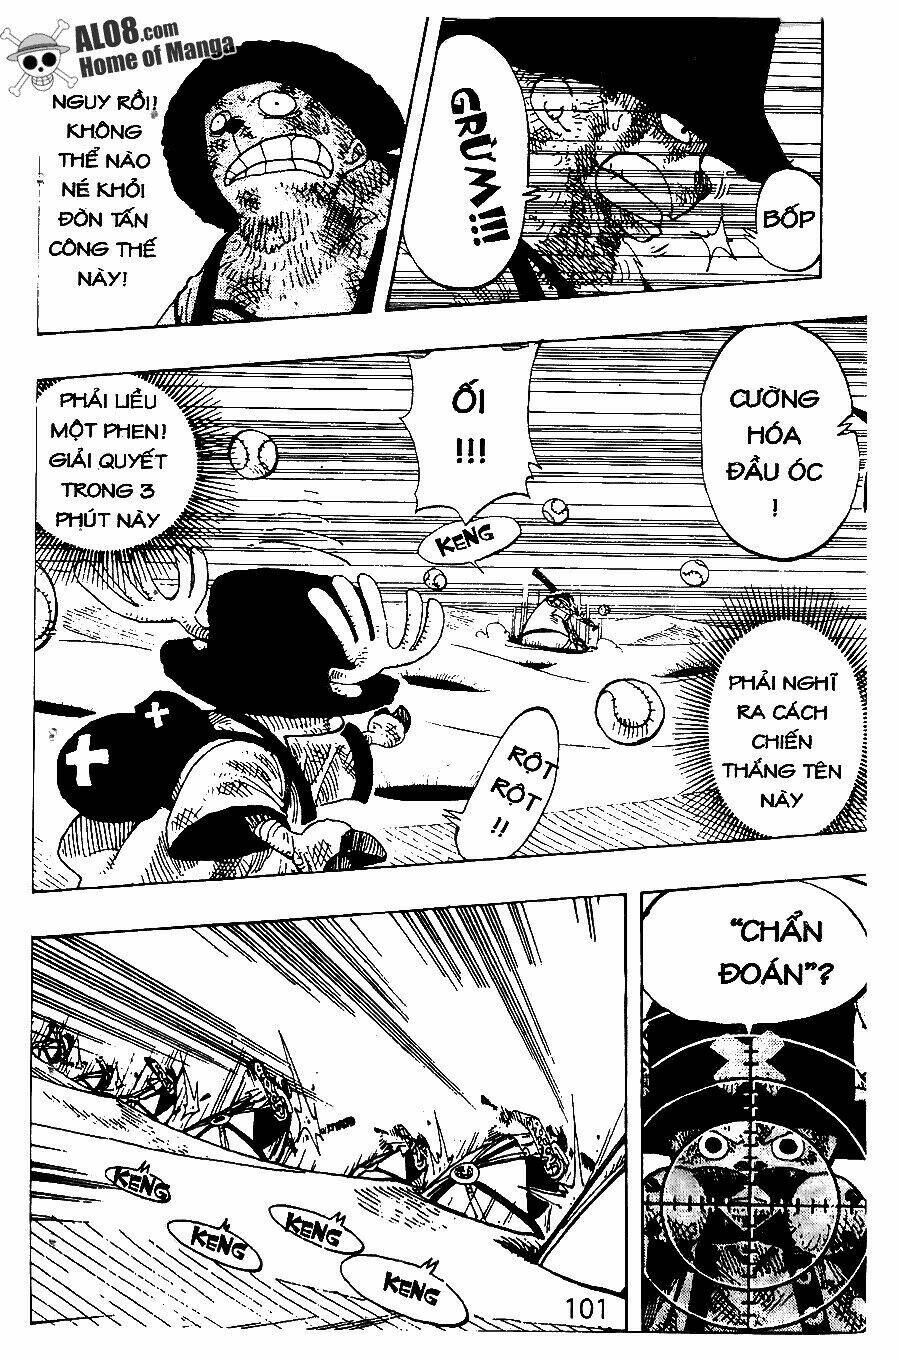 AL08.com
Home of Manga
GRỪM!!!
BỐP
NGUY RỒI!
KHÔNG
THỂ NÀO
NÉ KHỎI
ĐÒN TẤN
CÔNG THẾ
NÀY!
CƯỜNG
HÓA
ĐẦU ÓC
!
ỐI
!!!
KENG
PHẢI LIỀU
MỘT PHEN!
GIẢI QUYẾT
TRONG 3
PHÚT NÀY
PHẢI NGHĨ
RA CÁCH
CHIẾN
THẮNG TÊN
NÀY
RỘT
RỘT
!!
"CHẨN
ĐOÁN"?
KENG
KENG
KENG
KENG
101